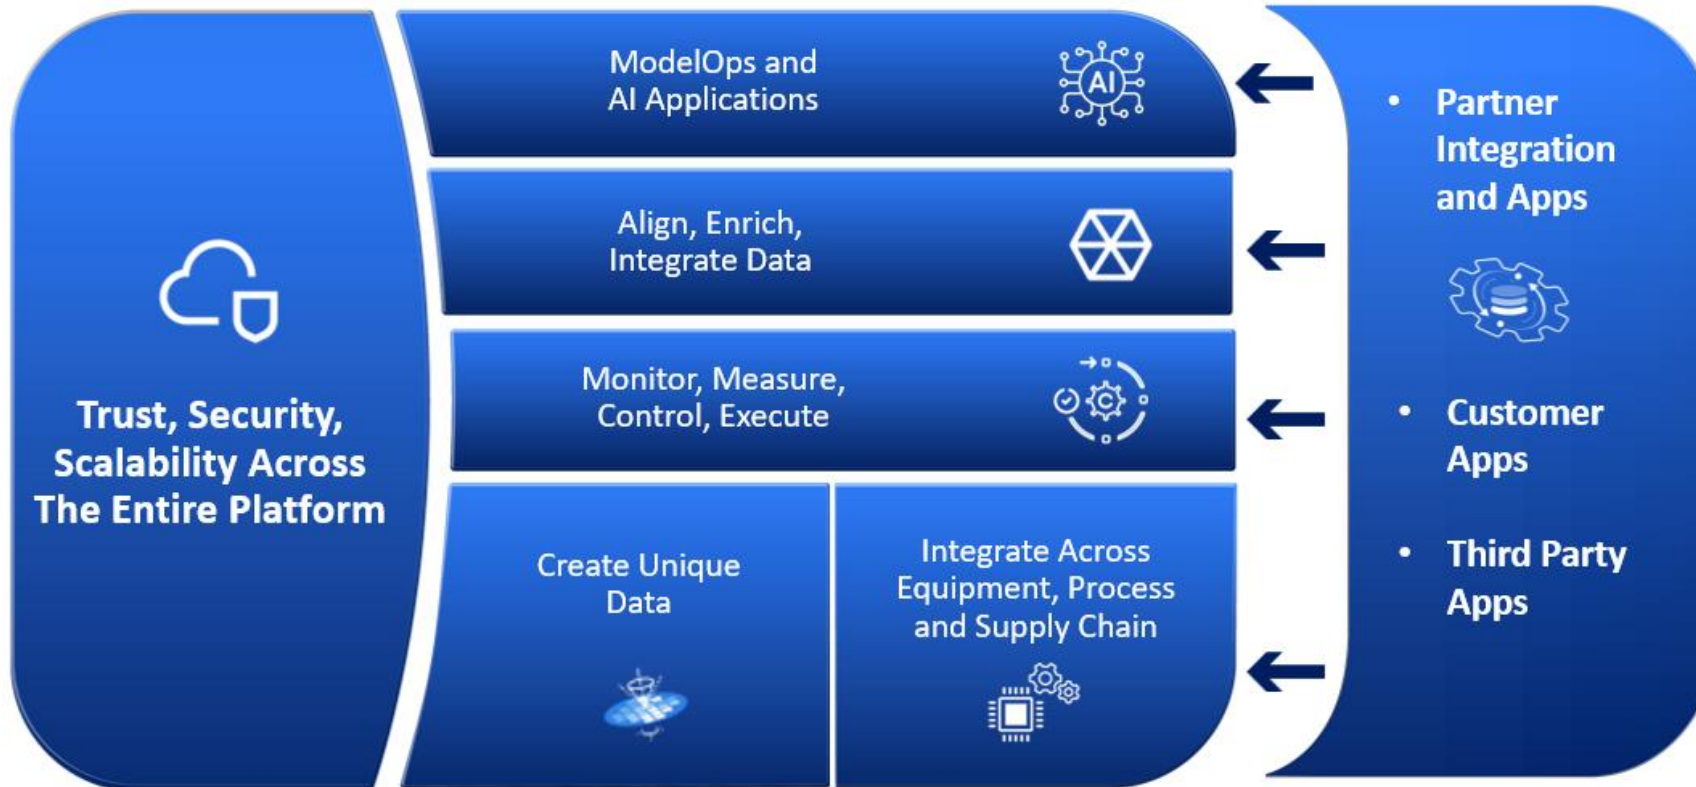 Trust, Security,
Scalability Across
The Entire Platform
ModelOps and
AI Applications
AI
Align, Enrich,
Integrate Data
Monitor, Measure,
Control, Execute
C
Create Unique
Data
Integrate Across
Equipment, Process
and Supply Chain
• Partner
Integration
and Apps
• Customer
Apps
• Third Party
Apps